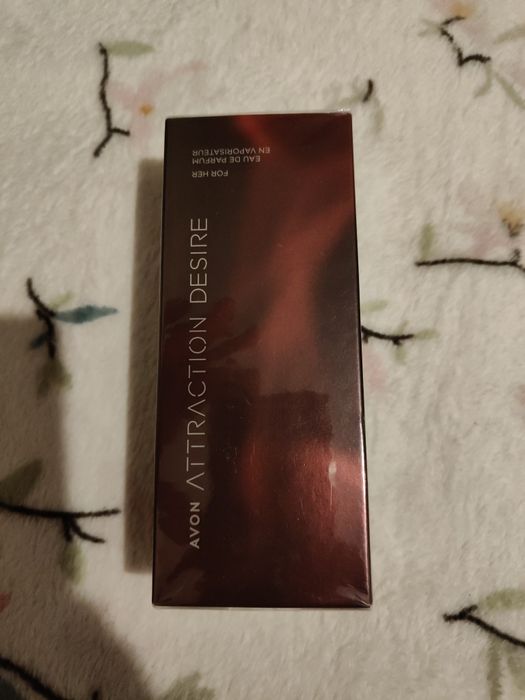 AVON ATTRACTION DESIRE
FOR HER
EAU DE PARFUM
EN VAPORISATEUR